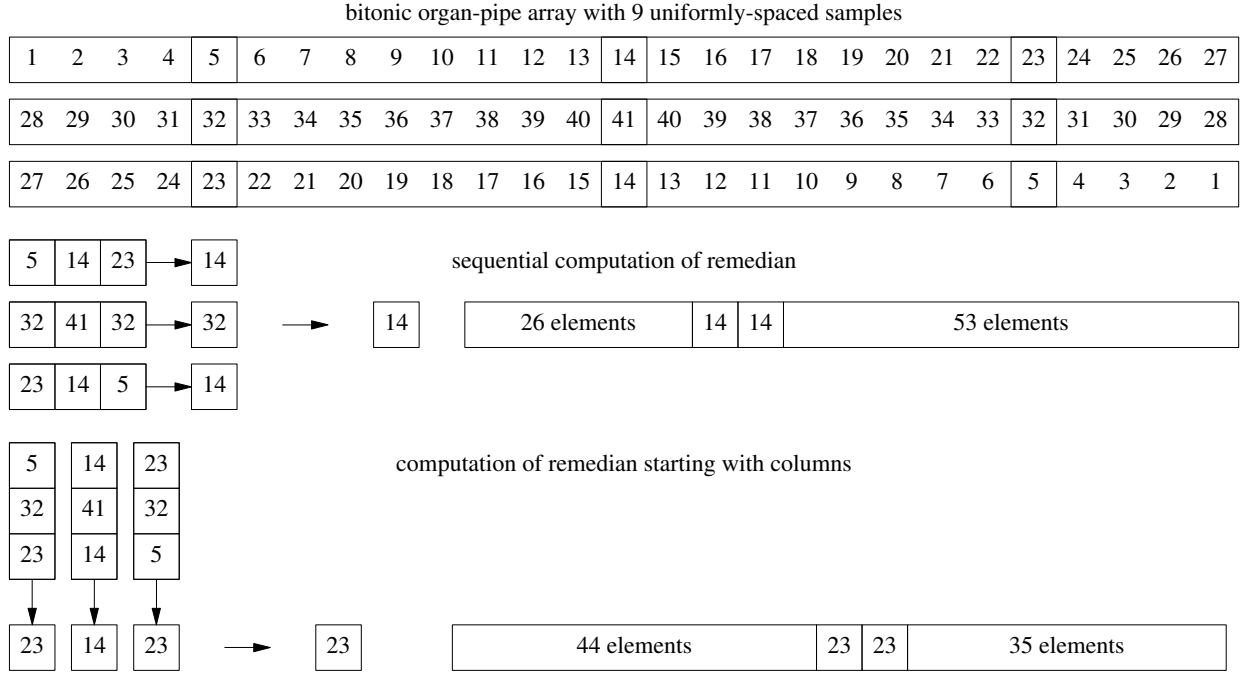 bitonic organ-pipe array with 9 uniformly-spaced samples
1 2 3 4 5 6 7 8 9 10 11 12 13 14 15 16 17 18 19 20 21 22 23 24 25 26 27
28 29 30 31 32 33 34 35 36 37 38 39 40 41 40 39 38 37 36 35 34 33 32 31 30 29 28
27 26 25 24 23 22 21 20 19 18 17 16 15 14 13 12 11 10 9 8 7 6 5 4 3 2 1
5 14 23 14 sequential computation of remedian
32 41 32 32 14 26 elements 14 14 53 elements
23 14 5 14
5 14 23 computation of remedian starting with columns
32 41 32
23 14 5
23 14 23 23 44 elements 23 23 35 elements